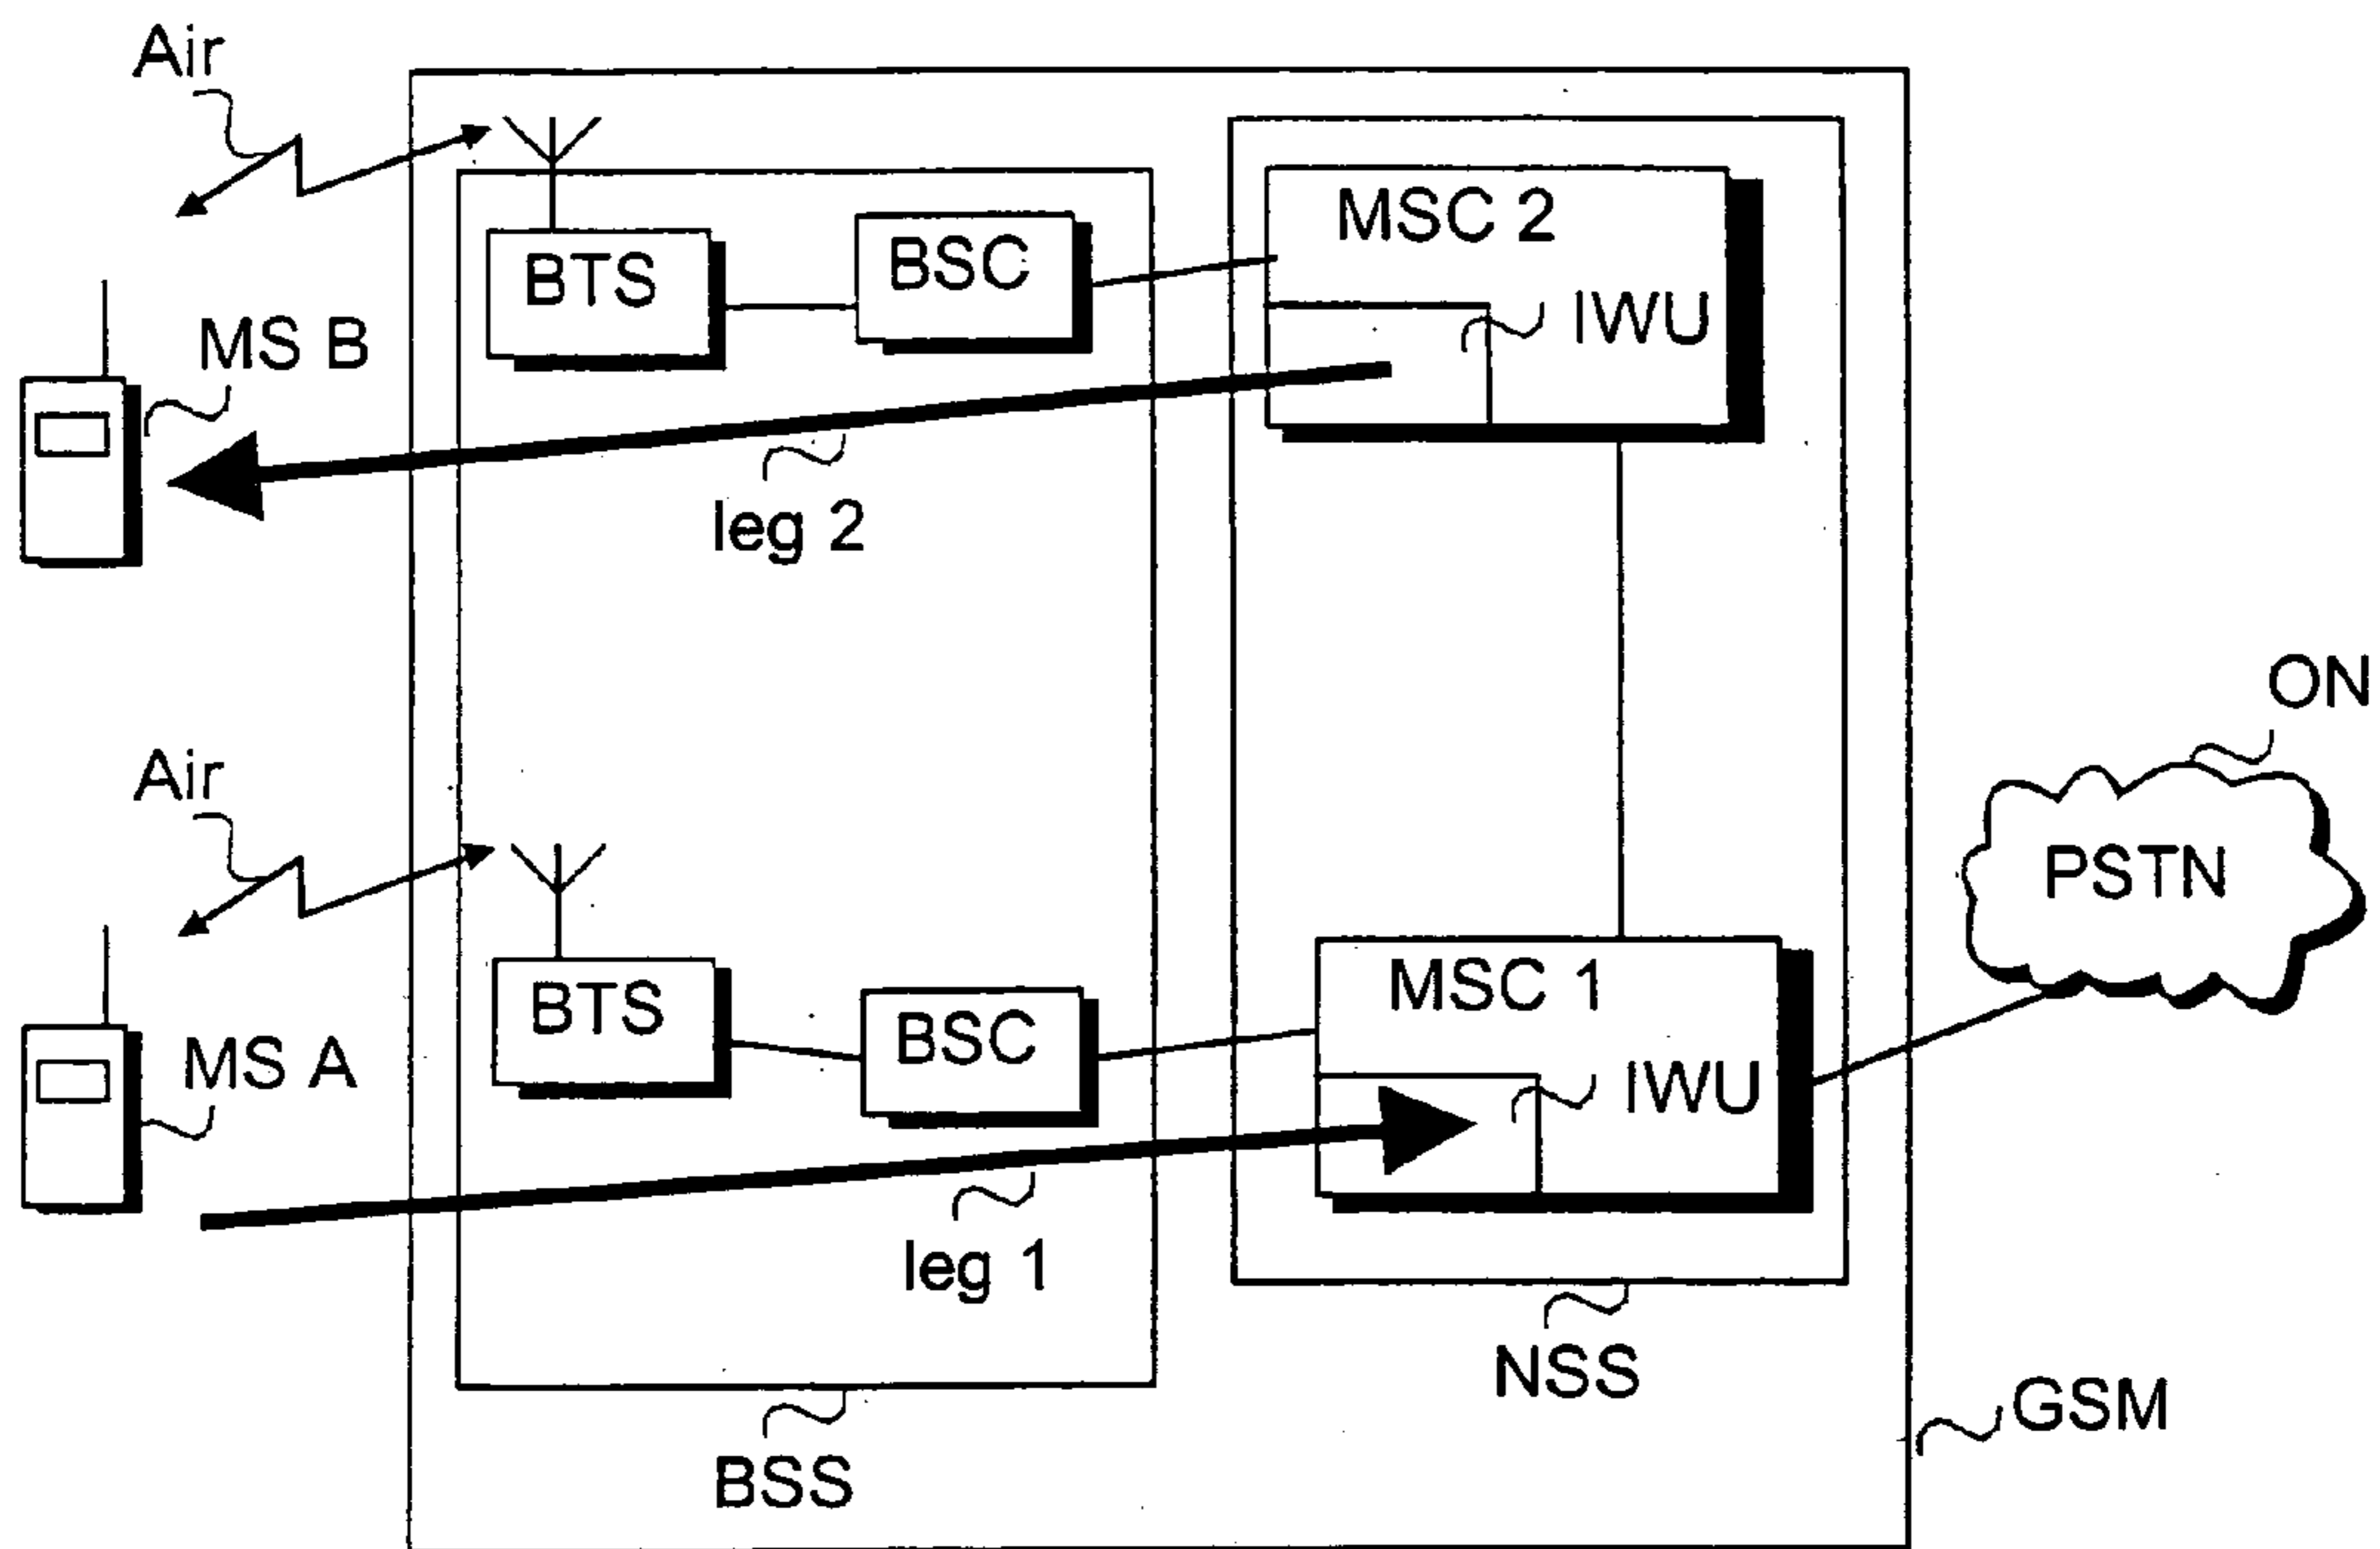 Air
MSC 2
BTS
BSC
IWU
MS B
leg 2
ON
Air
PSTN
MSC 1
BTS
BSC
MS A
IWU
leg 1
NSS
GSM
BSS